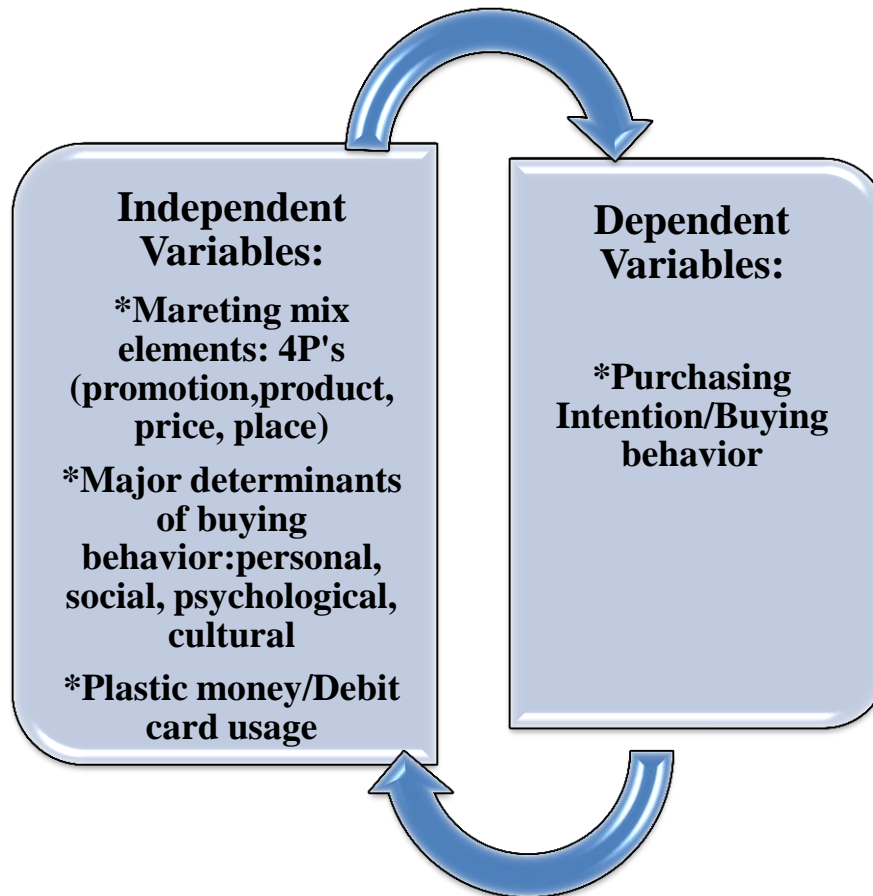 Independent
Variables:
*Mareting mix
elements: 4P's
(promotion,product,
price, place)
*Major determinants
of buying
behavior:personal,
social, psychological,
cultural
*Plastic money/Debit
card usage
Dependent
Variables:
*Purchasing
Intention/Buying
behavior